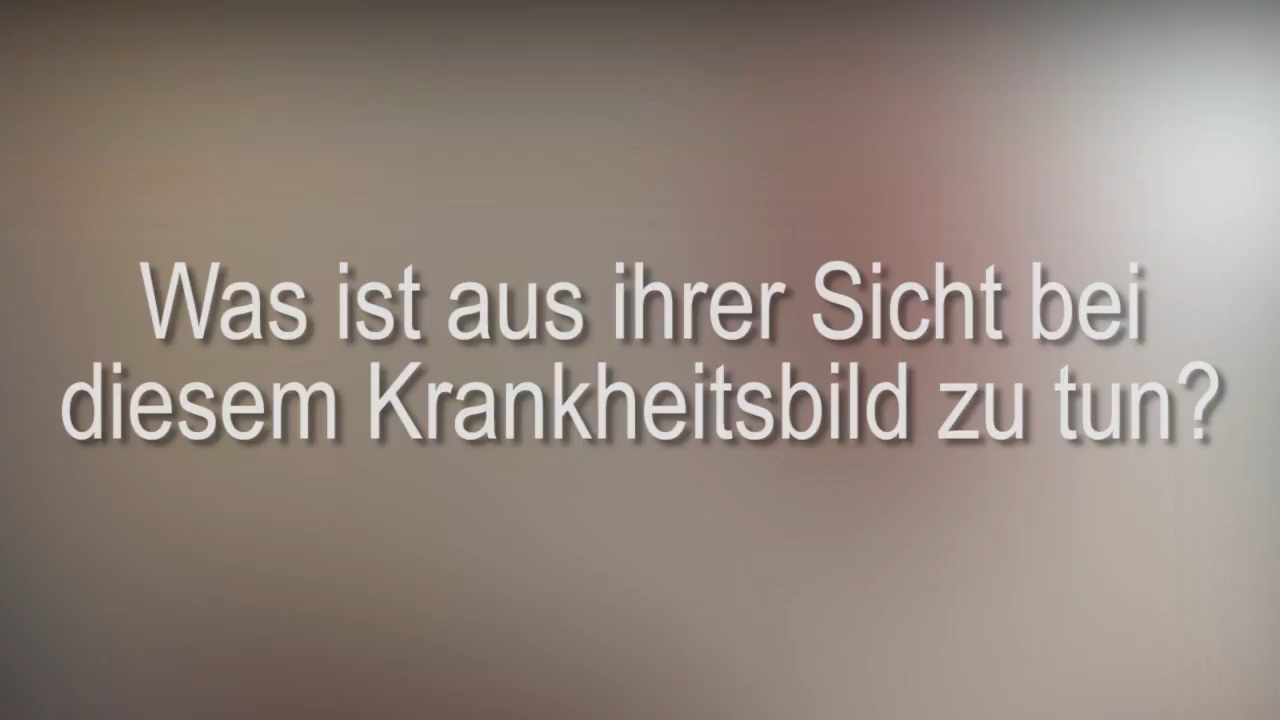 Was ist aus ihrer Sicht bei
diesem Krankheitsbild zu tun?